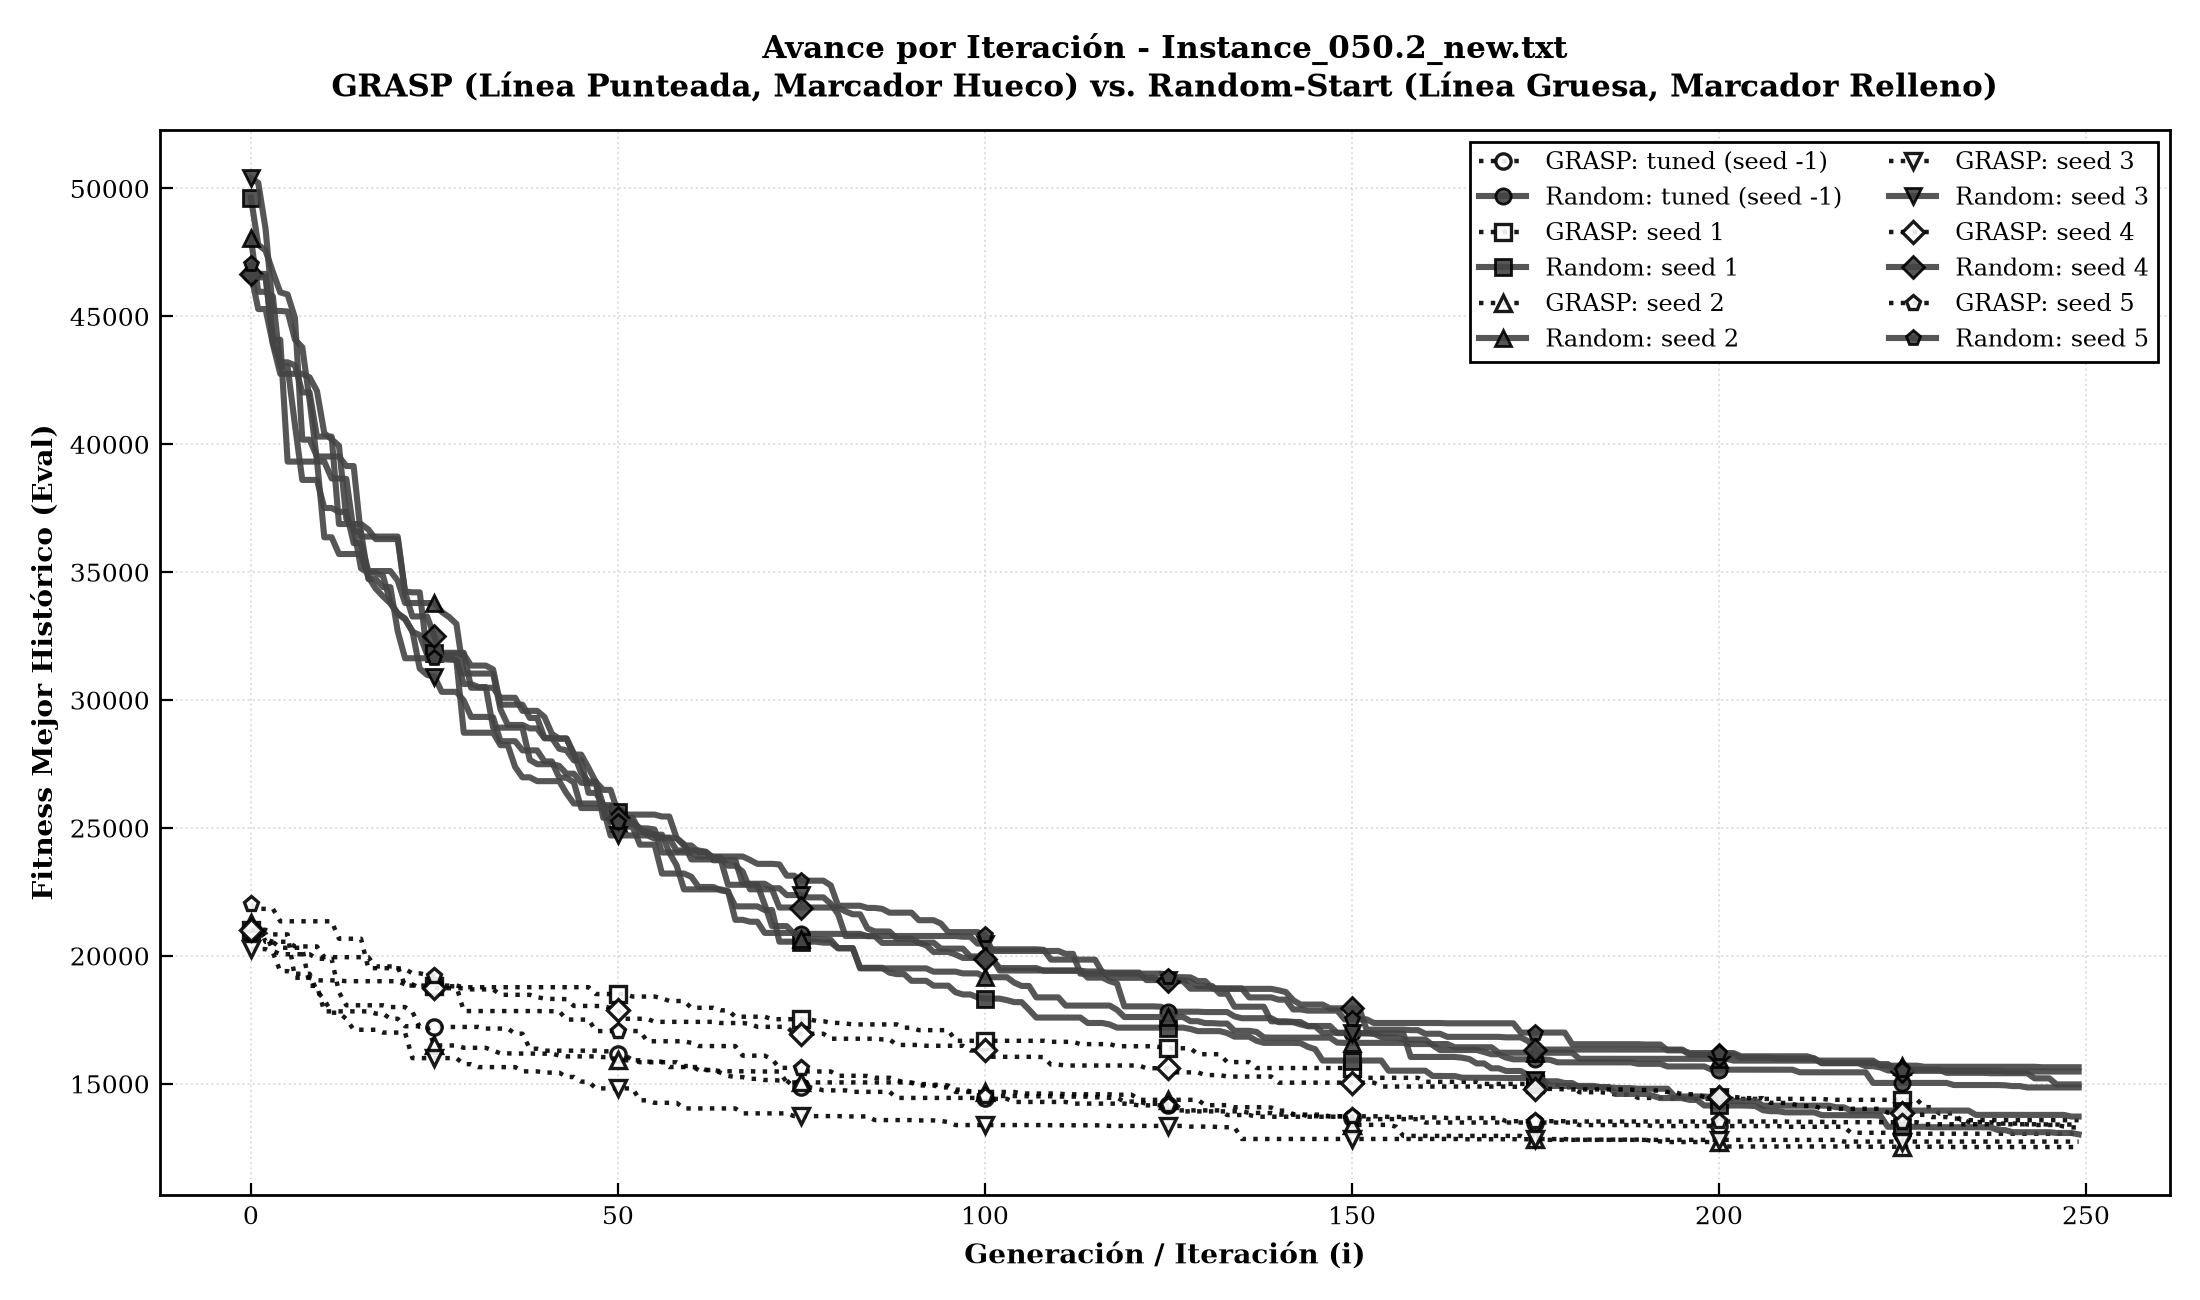 Avance por Iteración - Instance_050.2_new.txt
GRASP (Línea Punteada, Marcador Hueco) vs. Random-Start (Línea Gruesa, Marcador Relleno)
GRASP: tuned (seed -1)
Random: tuned (seed -1)
GRASP: seed 1
Random: seed 1
GRASP: seed 2
Random: seed 2
GRASP: seed 3
Random: seed 3
GRASP: seed 4
Random: seed 4
GRASP: seed 5
Random: seed 5
Fitness Mejor Histórico (Eval)
50000
45000
40000
35000
30000
25000
20000
15000
0 50 100 150 200 250
Generación / Iteración (i)